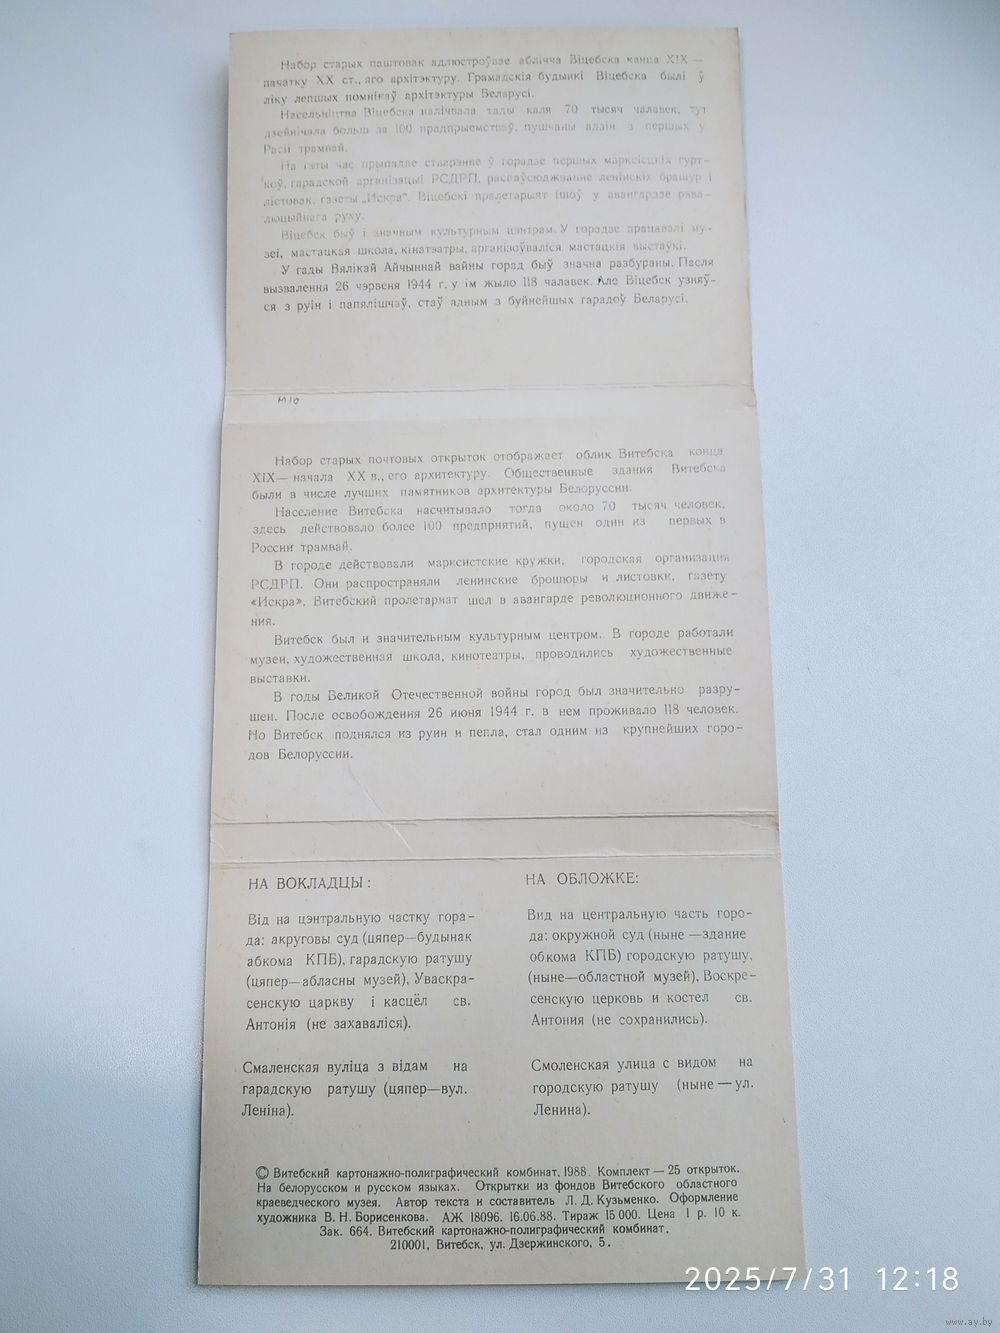 Набор старых паштовак адлюстроўвае аблічча Віцебска канца XIX —
пачатку XX ст., яго архітэктуру. Грамадскія будынкі Віцебска былі ў
ліку лепшых помнікаў архітэктуры Беларусі.
Насельніцтва Віцебска налічвала тады каля 70 тысяч чалавек, тут
дзейнічала больш за 100 прадпрыемстваў, пушчаны адзін з першых у
Расіі трамвай.
На гэты час прыпадае стварэнне ў горадзе першых марксісцкіх гурт-
коў, гарадской арганізацыі РСДРП, распаўсюджванне ленінскіх брашур і
лістовак, газеты „Искра". Віцебскі пралетарыят ішоў у авангардзе рэва-
люцыйнага руху.
Віцебск быў і значным культурным цэнтрам. У горадзе працавалі му-
зеі, мастацкая школа, кінатэатры, арганізоўваліся мастацкія выстаўкі.
У гады Вялікай Айчыннай вайны горад быў значна разбураны. Пасля
вызвалення 26 чэрвеня 1944 г. у ім жыло 118 чалавек. Але Віцебск узняў-
ся з руін і папялішчаў, стаў адным з буйнейшых гарадоў Беларусі.
М10
Набор старых почтовых открыток отображает облик Витебска конца
XIX— начала XX в., его архитектуру. Общественные здания Витебска
были в числе лучших памятников архитектуры Белоруссии.
Население Витебска насчитывало тогда около 70 тысяч человек,
здесь действовало более 100 предприятий, пущен один из первых в
России трамвай.
В городе действовали марксистские кружки, городская организация
РСДРП. Они распространяли ленинские брошюры и листовки, газету
«Искра». Витебский пролетариат шел в авангарде революционного движе-
ния.
Витебск был и значительным культурным центром. В городе работали
музеи, художественная школа, кинотеатры, проводились художественные
выставки.
В годы Великой Отечественной войны город был значительно разру-
шен. После освобождения 26 июня 1944 г. в нем проживало 118 человек.
Но Витебск поднялся из руин и пепла, стал одним из крупнейших горо-
дов Белоруссии.
НА ВОКЛАДЦЫ:
Від на цэнтральную частку гора-
да: акруговы суд (цяпер—будынак
абкома КПБ), гарадскую ратушу
(цяпер—абласны музей), Уваскра-
сенскую царкву і касцёл св.
Антонія (не захаваліся).
Смаленская вуліца з відам на
гарадскую ратушу (цяпер—вул.
Леніна).
НА ОБЛОЖКЕ:
Вид на центральную часть горо-
да: окружной суд (ныне —здание
обкома КПБ) городскую ратушу,
(ныне—областной музей), Воскре-
сенскую церковь и костел св.
Антония (не сохранились).
Смоленская улица с видом на
городскую ратушу (ныне — ул.
Ленина).
© Витебский картонажно-полиграфический комбинат, 1988. Комплект — 25 открыток.
На белорусском и русском языках. Открытки из фондов Витебского областного
краеведческого музея. Автор текста и составитель Л. Д. Кузьменко. Оформление
художника В. Н. Борисенкова. АЖ 18096. 16.06.88. Тираж 15 000. Цена 1 р. 10 к.
Зак. 664. Витебский картонажно-полиграфический комбинат.
210001, Витебск, ул. Дзержинского, 5.
2025/7/31 12:18
www.ay.by